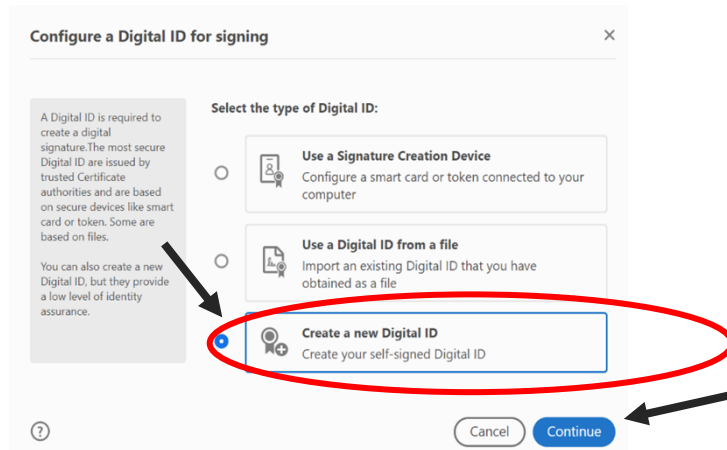 Configure a Digital ID for signing
A Digital ID is required to
create a digital
signature.The most secure
Digital ID are issued by
trusted Certificate
authorities and are based
on secure devices like smart
card or token. Some are
based on files.
You can also create a new
Digital ID, but they provide
a low level of identity
assurance.
Select the type of Digital ID:
Use a Signature Creation Device
Configure a smart card or token connected to your
computer
Use a Digital ID from a file
Import an existing Digital ID that you have
obtained as a file
Create a new Digital ID
Create your self-signed Digital ID
?
Cancel
Continue